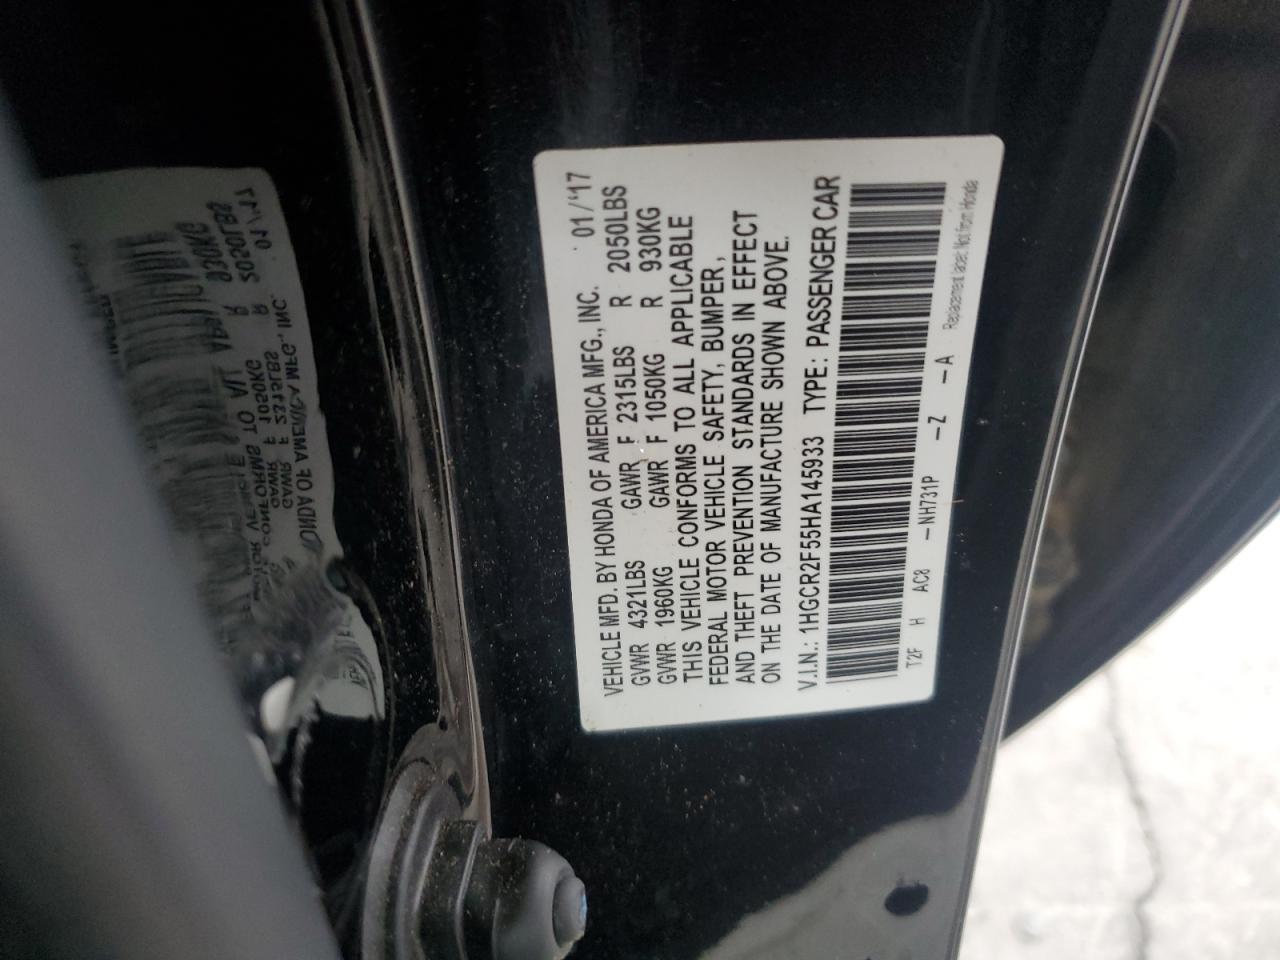 VEHICLE MFD. BY HONDA OF AMERICA MFG., INC. 01/'17
GVWR 4321LBS GAWR F 2315LBS R 2050LBS
GVWR 1960KG GAWR F 1050KG R 930KG
THIS VEHICLE CONFORMS TO ALL APPLICABLE
FEDERAL MOTOR VEHICLE SAFETY, BUMPER,
AND THEFT PREVENTION STANDARDS IN EFFECT
ON THE DATE OF MANUFACTURE SHOWN ABOVE.
V.I.N.: 1HGCR2F55HA145933 TYPE: PASSENGER CAR
T2F H AC8 -NH731P -Z -A Replacement label: Not from Honda